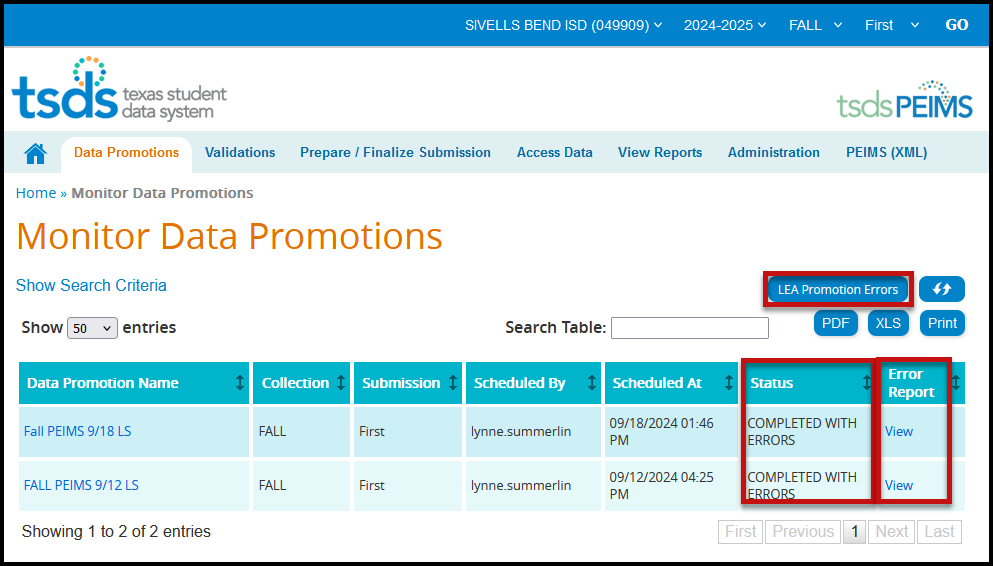 SIVELLS BEND ISD (049909) 2024-2025 FALL First GO
tsds texas student data system
tsds PEIMS
Data Promotions Validations Prepare / Finalize Submission Access Data View Reports Administration PEIMS (XML)
Home » Monitor Data Promotions
Monitor Data Promotions
Show Search Criteria
LEA Promotion Errors
Show 50 entries Search Table: PDF XLS Print
Data Promotion Name Collection Submission Scheduled By Scheduled At Status Error Report
Fall PEIMS 9/18 LS FALL First lynne.summerlin 09/18/2024 01:46 PM COMPLETED WITH ERRORS View
FALL PEIMS 9/12 LS FALL First lynne.summerlin 09/12/2024 04:25 PM COMPLETED WITH ERRORS View
Showing 1 to 2 of 2 entries First Previous 1 Next Last